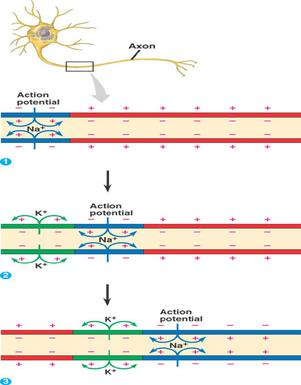 Axon
Action
potential
Na⁺
1
Action
potential
K⁺
Na⁺
K⁺
2
Action
potential
K⁺
Na⁺
K⁺
3